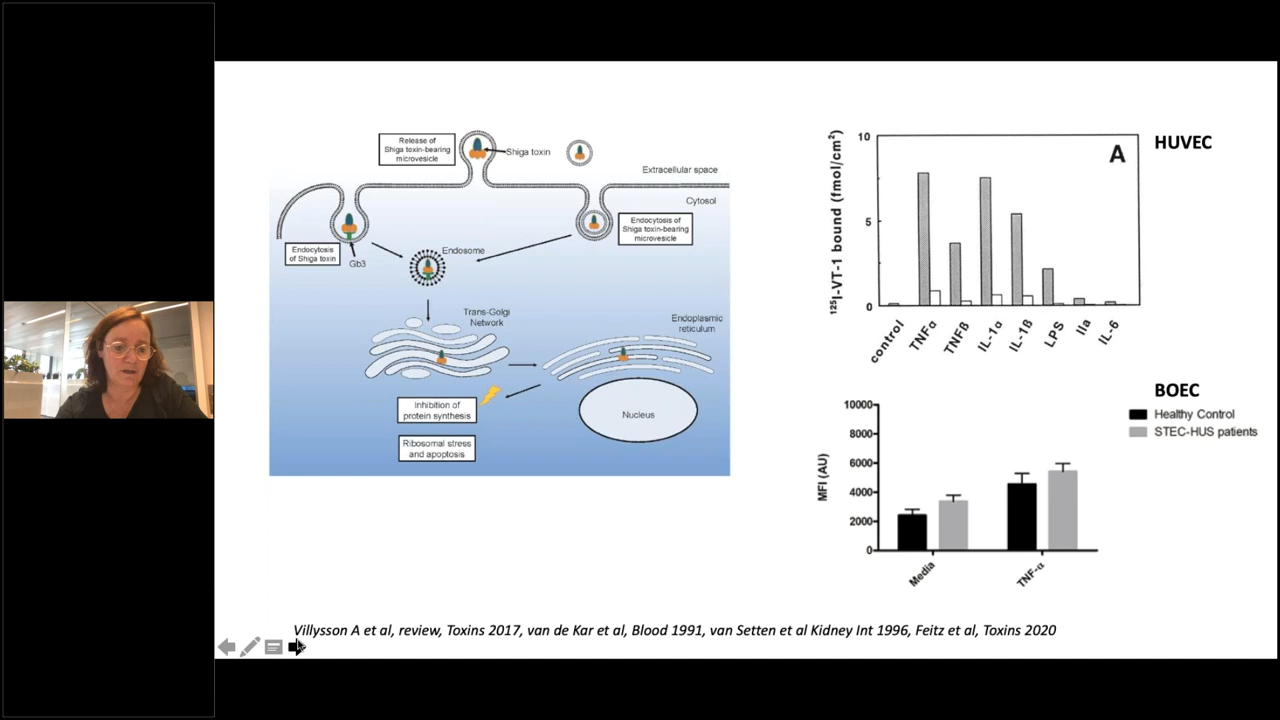 Release of
Shiga toxin-bearing
microvesicle
Shiga toxin
Extracellular space
Cytosol
Endocytosis of
Shiga toxin-bearing
microvesicle
Endocytosis
of Shiga toxin
Gb3
Endosome
Trans-Golgi
Network
Endoplasmic
reticulum
Inhibition of
protein synthesis
Ribosomal stress
and apoptosis
Nucleus
HUVEC
A
125I-VT-1 bound (fmol/cm2)
10
5
0
control
TNFα
TNFß
IL-1α
IL-1ß
LPS
IIa
IL-6
BOEC
Healthy Control
STEC-HUS patients
MFI (AU)
10000
8000
6000
4000
2000
0
Media
TNF-α
Villysson A et al, review, Toxins 2017, van de Kar et al, Blood 1991, van Setten et al Kidney Int 1996, Feitz et al, Toxins 2020